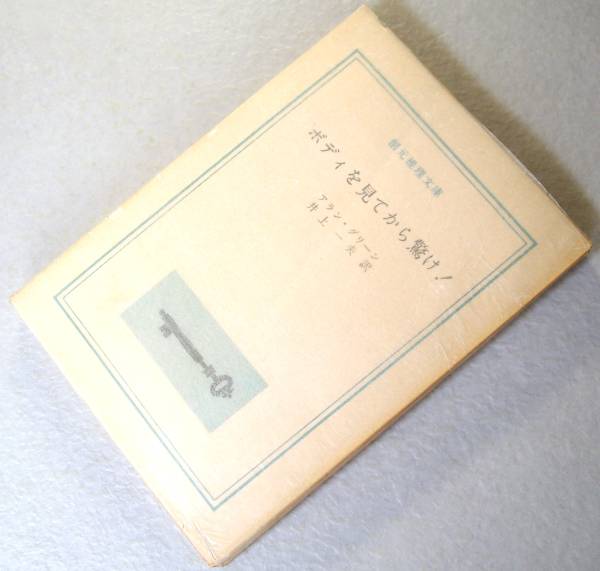 創元推理文庫
ボディを見てから驚け!
アラン・グリーン
井上一夫訳